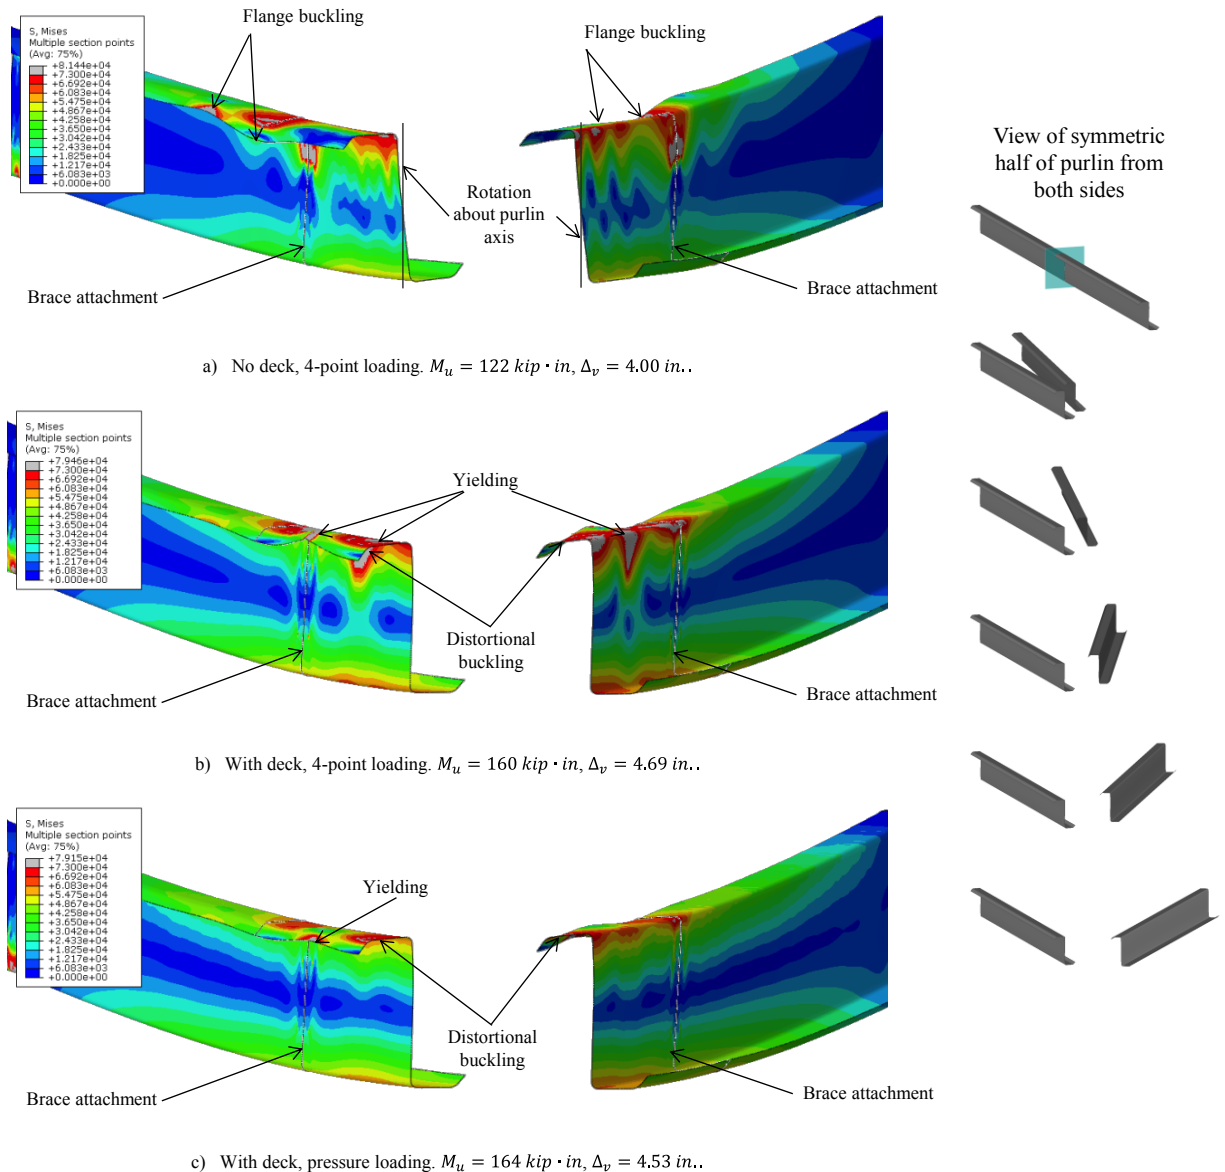 Flange buckling
Flange buckling
S, Mises
Multiple section points
(Avg: 75%)
+8.144e+04
+7.300e+04
+6.692e+04
+6.083e+04
+5.475e+04
+4.867e+04
+4.258e+04
+3.650e+04
+3.042e+04
+2.433e+04
+1.825e+04
+1.217e+04
+6.083e+03
+0.000e+00
Rotation
about purlin
axis
Brace attachment
Brace attachment
a) No deck, 4-point loading. M_u = 122 kip · in, Δ_v = 4.00 in..
View of symmetric
half of purlin from
both sides
S, Mises
Multiple section points
(Avg: 75%)
+7.946e+04
+7.300e+04
+6.692e+04
+6.083e+04
+5.475e+04
+4.867e+04
+4.258e+04
+3.650e+04
+3.042e+04
+2.433e+04
+1.825e+04
+1.217e+04
+6.083e+03
+0.000e+00
Yielding
Distortional
buckling
Brace attachment
Brace attachment
b) With deck, 4-point loading. M_u = 160 kip · in, Δ_v = 4.69 in..
S, Mises
Multiple section points
(Avg: 75%)
+7.915e+04
+7.300e+04
+6.692e+04
+6.083e+04
+5.475e+04
+4.867e+04
+4.258e+04
+3.650e+04
+3.042e+04
+2.433e+04
+1.825e+04
+1.217e+04
+6.083e+03
+0.000e+00
Yielding
Distortional
buckling
Brace attachment
Brace attachment
c) With deck, pressure loading. M_u = 164 kip · in, Δ_v = 4.53 in..